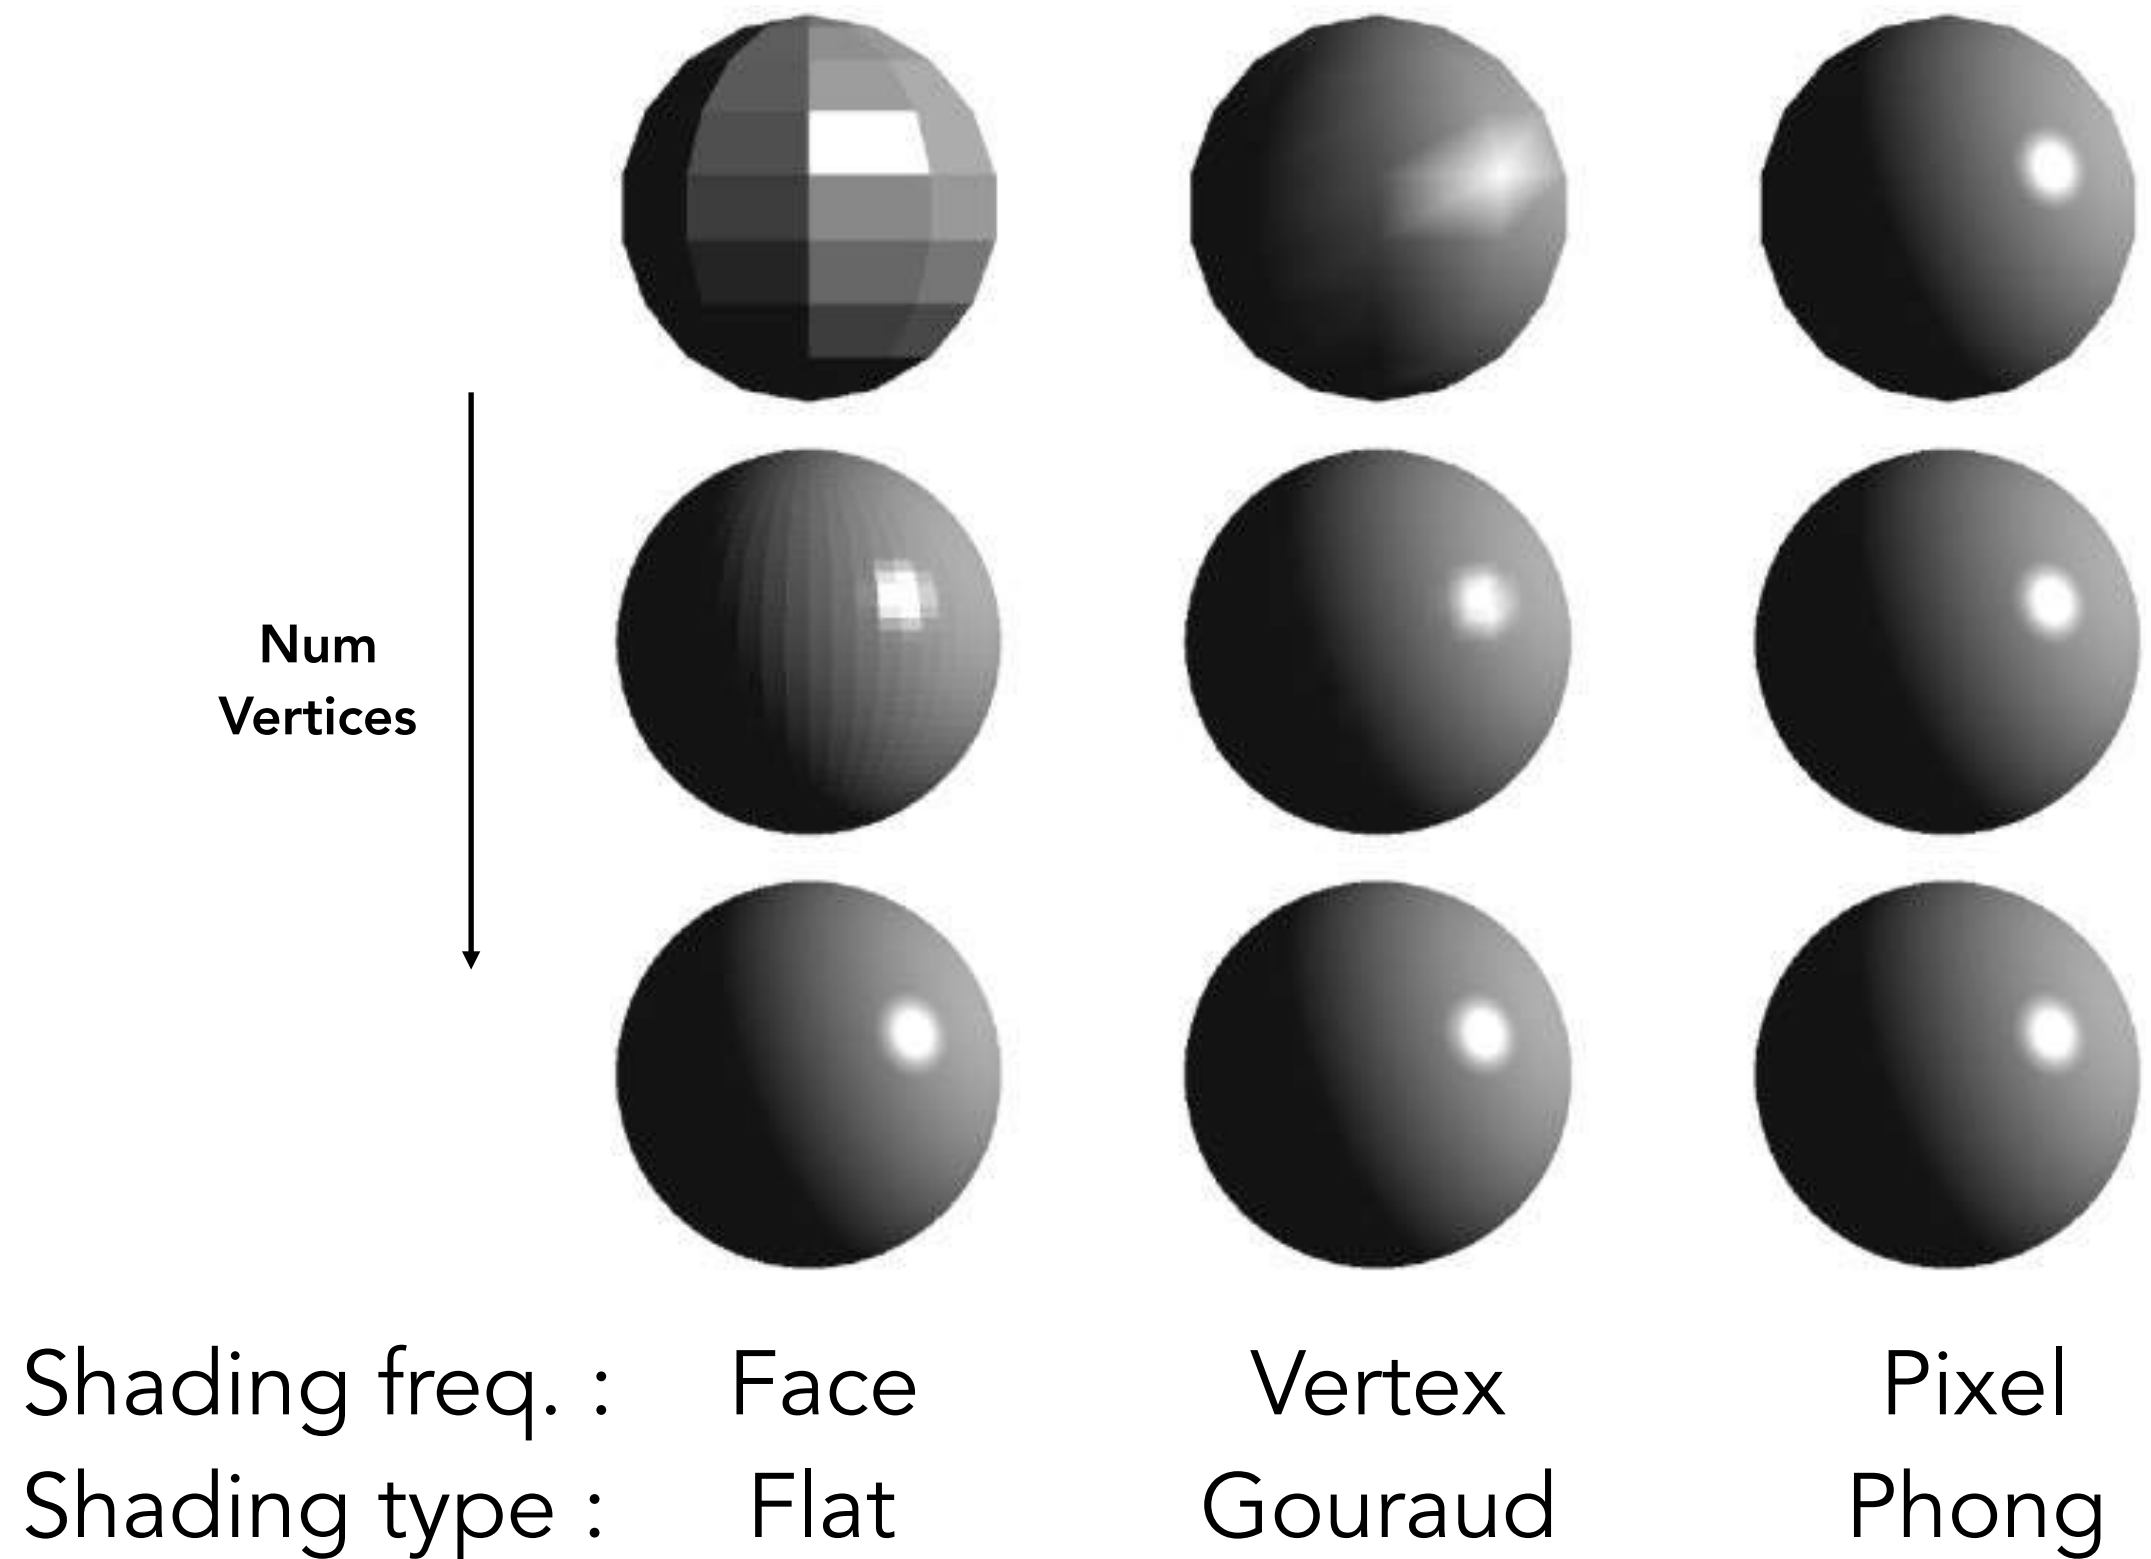 Num
Vertices
Shading freq. : Face Vertex Pixel
Shading type : Flat Gouraud Phong